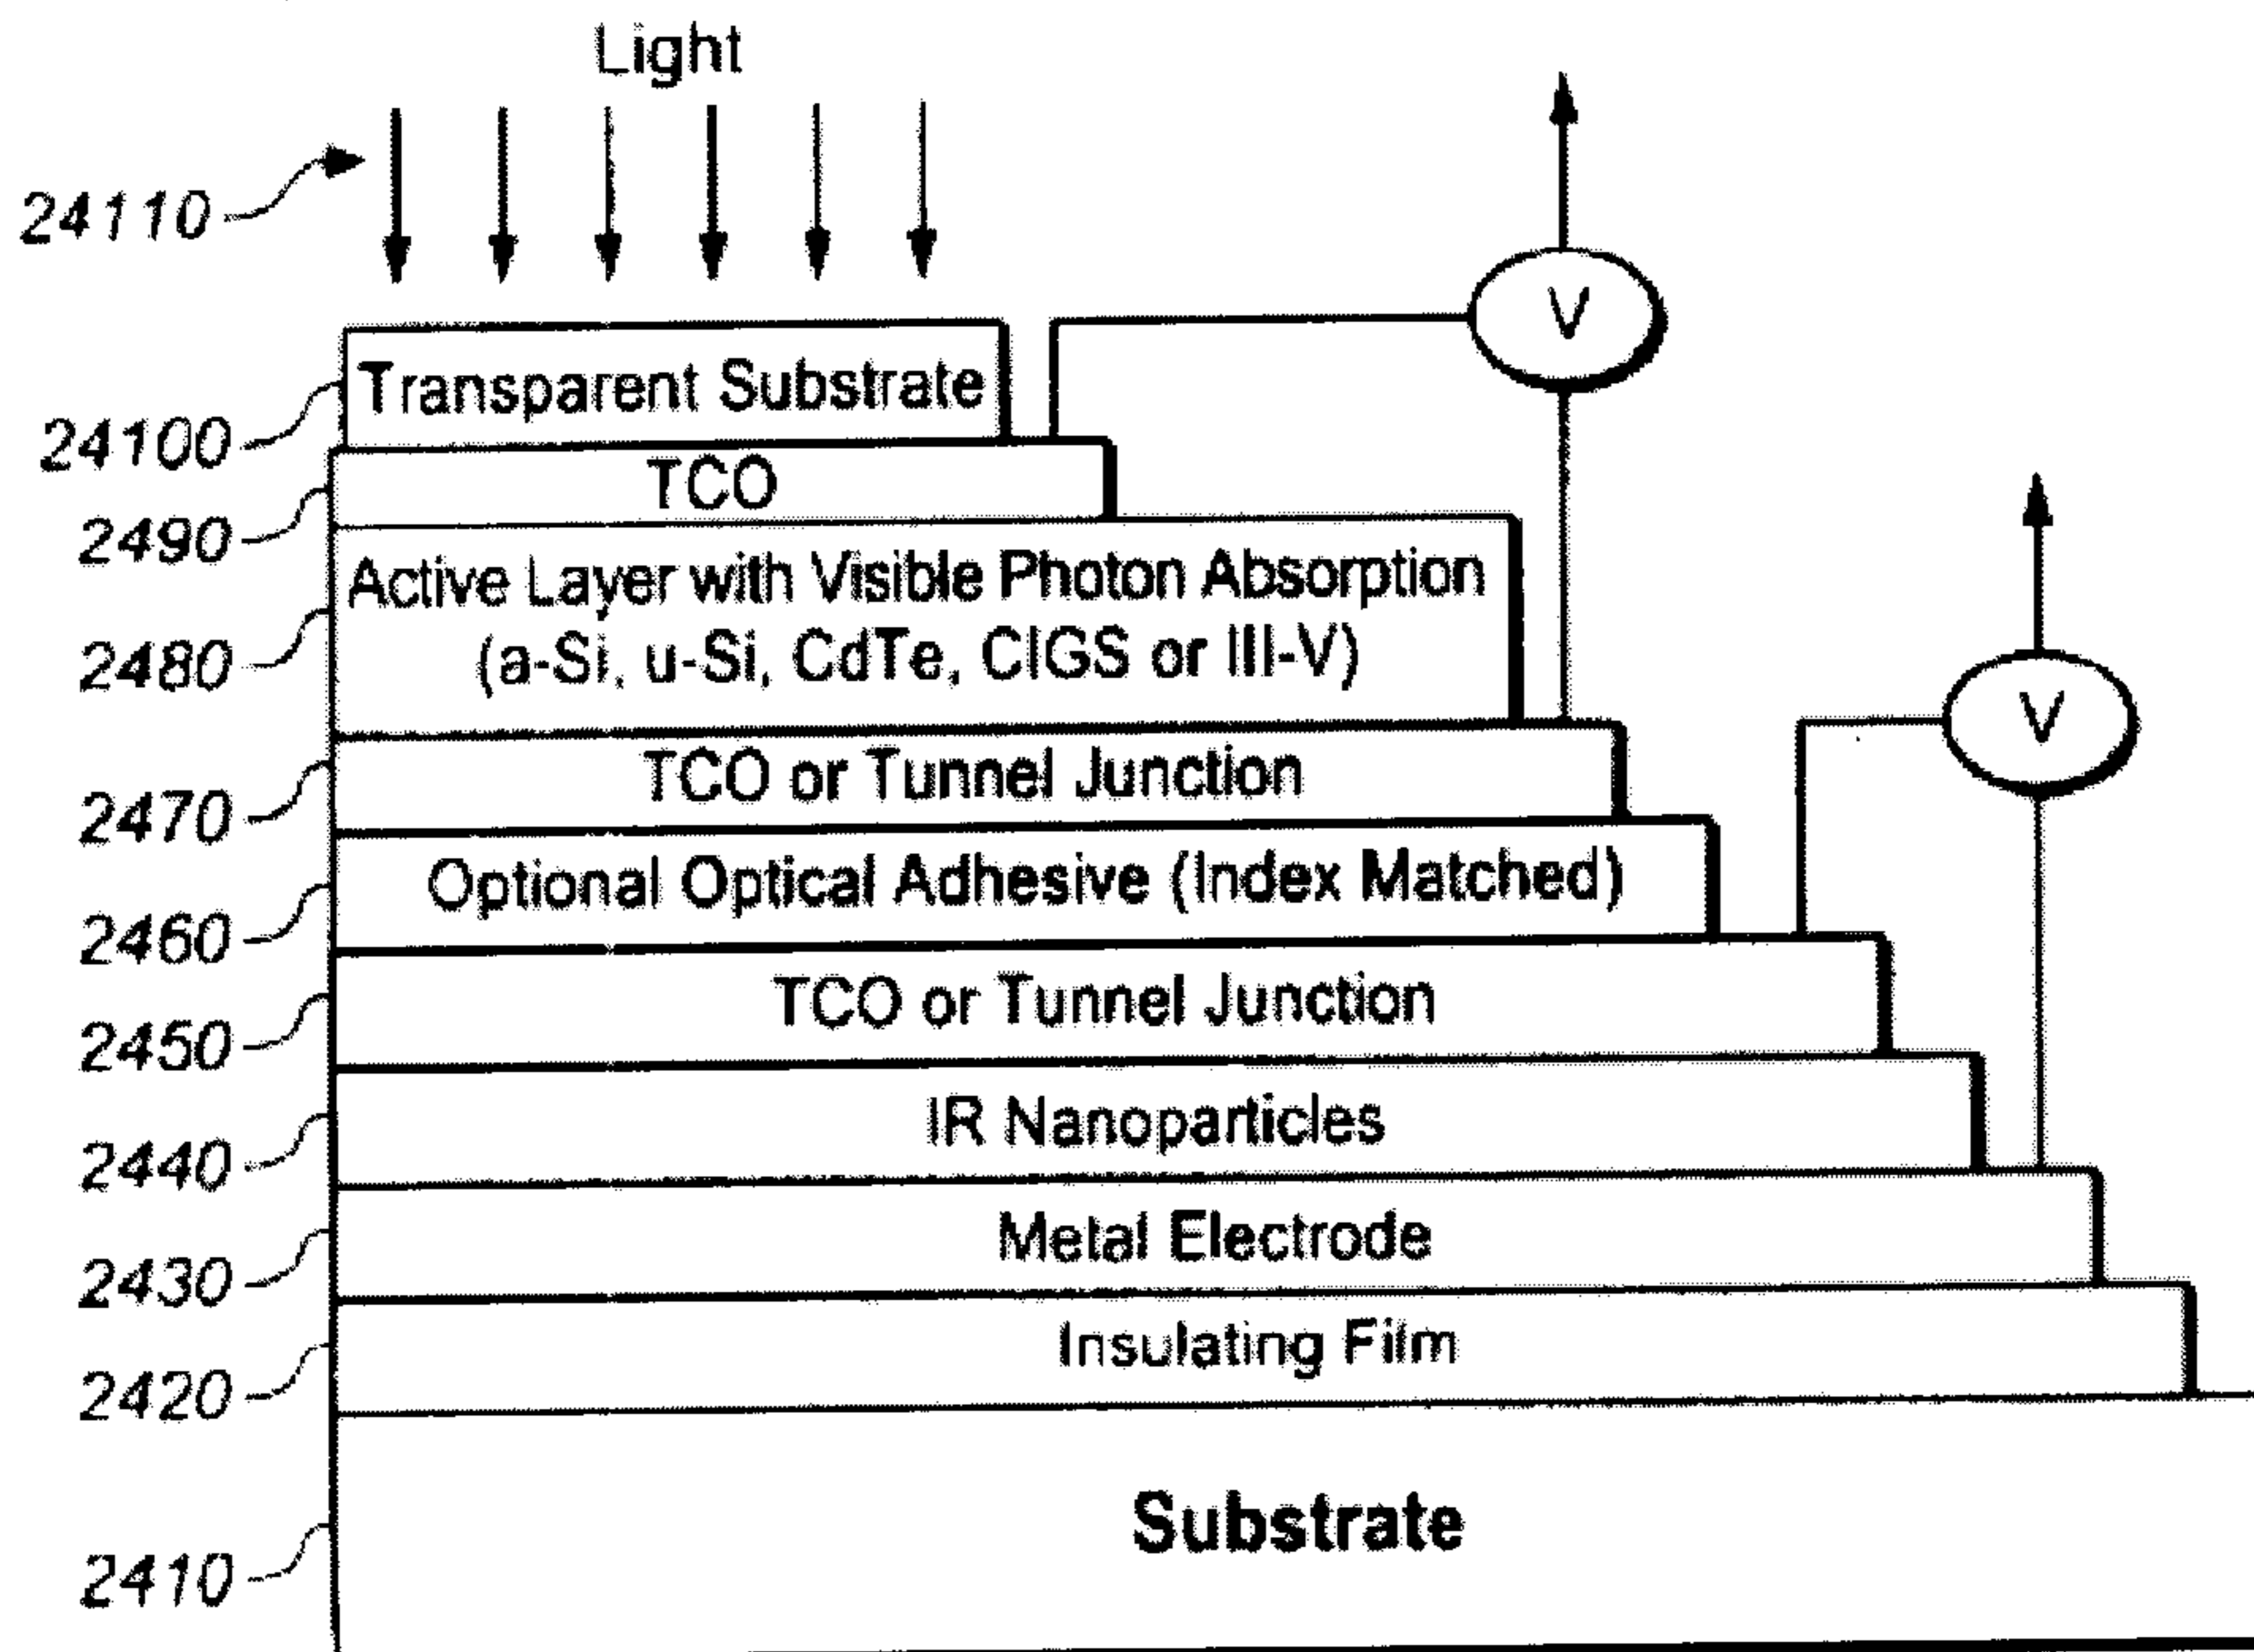 Light
24110
V
Transparent Substrate
24100
TCO
2490
Active Layer with Visible Photon Absorption
(a-Si, u-Si, CdTe, CIGS or III-V)
2480
V
TCO or Tunnel Junction
2470
Optional Optical Adhesive (Index Matched)
2460
TCO or Tunnel Junction
2450
IR Nanoparticles
2440
Metal Electrode
2430
Insulating Film
2420
Substrate
2410